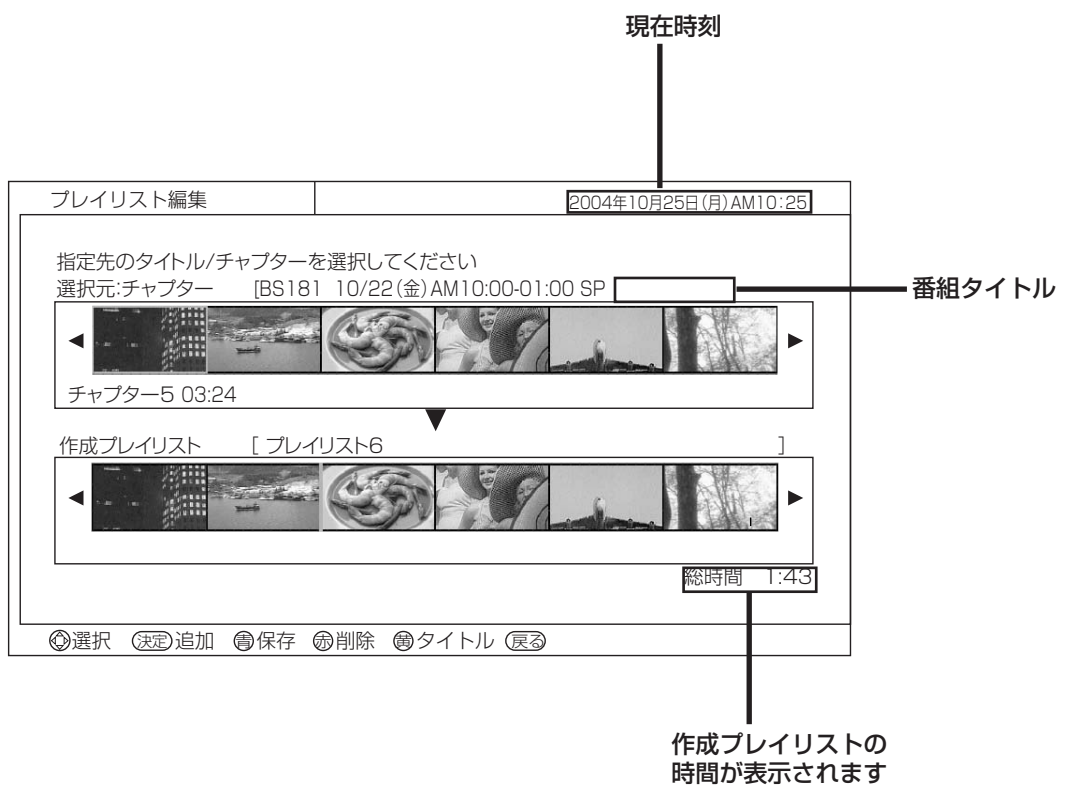 現在時刻
プレイリスト編集
2004年10月25日(月)AM10:25
指定先のタイトル/チャプターを選択してください
選択元:チャプター [BS181 10/22(金)AM10:00-01:00 SP
番組タイトル
チャプター5 03:24
作成プレイリスト [ プレイリスト6 ]
総時間 1:43
選択 決定 追加 青 保存 赤 削除 黄 タイトル 戻る
作成プレイリストの
時間が表示されます